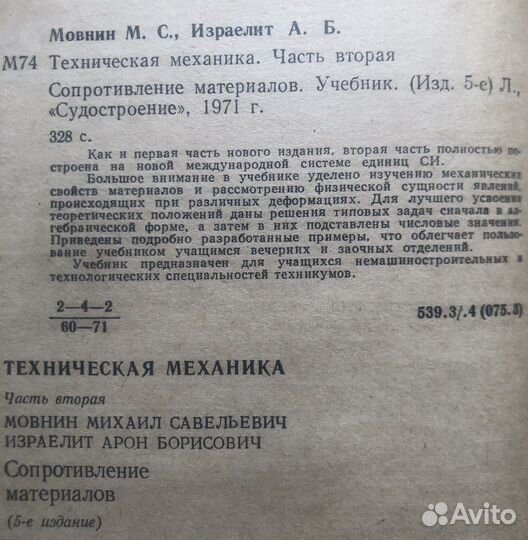 Мовнин М. С., Израелит А. Б.
М74 Техническая механика. Часть вторая
Сопротивление материалов. Учебник. (Изд. 5-е) Л.,
«Судостроение», 1971 г.
328 с.
Как и первая часть нового издания, вторая часть полностью по-
строена на новой международной системе единиц СИ.
Большое внимание в учебнике уделено изучению механических
свойств материалов и рассмотрению физической сущности явлений,
происходящих при различных деформациях. Для лучшего усвоения
теоретических положений даны решения типовых задач сначала в ал-
гебраической форме, а затем в них подставлены числовые значения.
Приведены подробно разработанные примеры, что облегчает пользо-
вание учебником учащимся вечерних и заочных отделений.
Учебник предназначен для учащихся немашиностроительных и
технологических специальностей техникумов.
2—4—2
60—71
539.3/.4 (075.3)
ТЕХНИЧЕСКАЯ МЕХАНИКА
Часть вторая
МОВНИН МИХАИЛ САВЕЛЬЕВИЧ
ИЗРАЕЛИТ АРОН БОРИСОВИЧ
Сопротивление
материалов
(5-е издание)
Avito